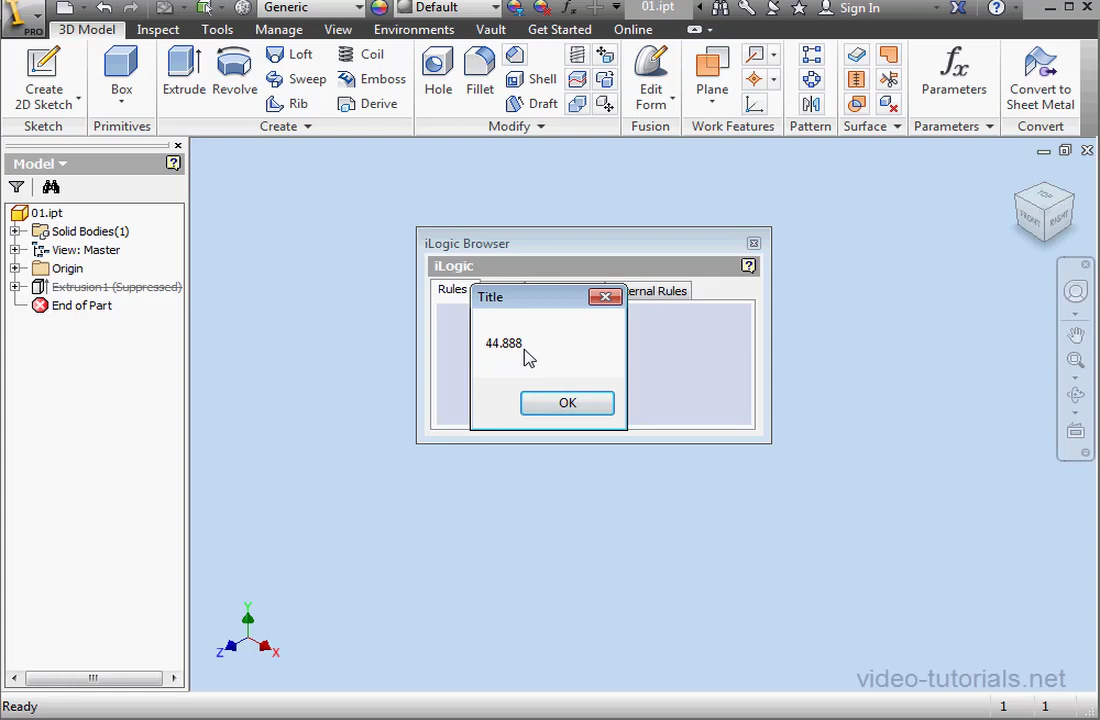 Generic
Default
01.ipt
Sign In
PRO
3D Model
Inspect
Tools
Manage
View
Environments
Vault
Get Started
Online
Create
2D Sketch
Box
Extrude
Revolve
Loft
Sweep
Rib
Coil
Emboss
Derive
Hole
Fillet
Shell
Draft
Edit
Form
Plane
Parameters
Convert to
Sheet Metal
Sketch
Primitives
Create
Modify
Fusion
Work Features
Pattern
Surface
Parameters
Convert
Model
01.ipt
Solid Bodies(1)
View: Master
Origin
Extrusion1 (Suppressed)
End of Part
TOP
FRONT
RIGHT
iLogic Browser
iLogic
Rules
ernal Rules
Title
44.888
OK
Y
Z
X
video-tutorials.net
Ready
1
1